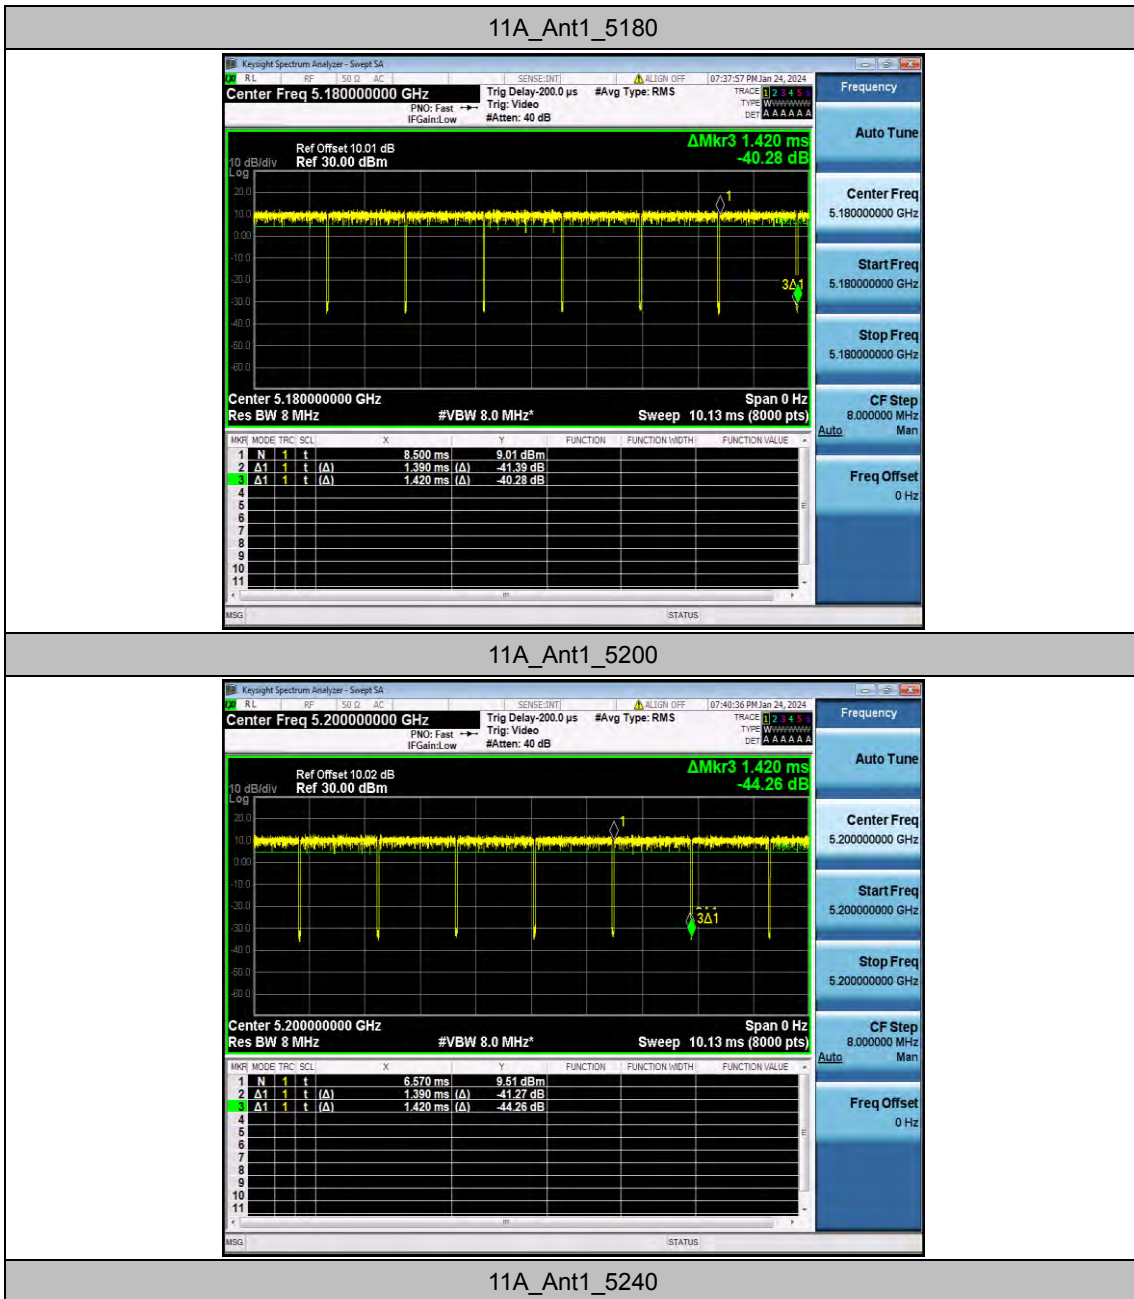 11A_Ant1_5180
Keysight Spectrum Analyzer - Swept SA
RL RF 50 Ω AC SENSE:INT ALIGN OFF 07:37:57 PM Jan 24, 2024
Center Freq 5.180000000 GHz
Trig Delay-200.0 µs #Avg Type: RMS
TRACE 1 2 3 4 5 6
PNO: Fast Trig: Video
TYPE W
IFGain:Low #Atten: 40 dB
DET A A A A A A
Frequency
ΔMkr3 1.420 ms
Ref Offset 10.01 dB
-40.28 dB
10 dB/div Ref 30.00 dBm
Log
20.0
10.0
0.00
-10.0
-20.0
-30.0
-40.0
-50.0
-60.0
1
3Δ1
Center 5.180000000 GHz Span 0 Hz
Res BW 8 MHz #VBW 8.0 MHz* Sweep 10.13 ms (8000 pts)
MKR MODE TRC SCL X Y FUNCTION FUNCTION WIDTH FUNCTION VALUE
1 N 1 t 8.500 ms 9.01 dBm
2 Δ1 1 t (Δ) 1.390 ms (Δ) -41.39 dB
3 Δ1 1 t (Δ) 1.420 ms (Δ) -40.28 dB
4
5
6
7
8
9
10
11
MSG STATUS
Auto Tune
Center Freq
5.180000000 GHz
Start Freq
5.180000000 GHz
Stop Freq
5.180000000 GHz
CF Step
8.000000 MHz
Auto Man
Freq Offset
0 Hz
11A_Ant1_5200
Keysight Spectrum Analyzer - Swept SA
RL RF 50 Ω AC SENSE:INT ALIGN OFF 07:40:36 PM Jan 24, 2024
Center Freq 5.200000000 GHz
Trig Delay-200.0 µs #Avg Type: RMS
TRACE 1 2 3 4 5 6
PNO: Fast Trig: Video
TYPE W
IFGain:Low #Atten: 40 dB
DET A A A A A A
Frequency
ΔMkr3 1.420 ms
Ref Offset 10.02 dB
-44.26 dB
10 dB/div Ref 30.00 dBm
Log
20.0
10.0
0.00
-10.0
-20.0
-30.0
-40.0
-50.0
-60.0
1
3Δ1
Center 5.200000000 GHz Span 0 Hz
Res BW 8 MHz #VBW 8.0 MHz* Sweep 10.13 ms (8000 pts)
MKR MODE TRC SCL X Y FUNCTION FUNCTION WIDTH FUNCTION VALUE
1 N 1 t 6.570 ms 9.51 dBm
2 Δ1 1 t (Δ) 1.390 ms (Δ) -41.27 dB
3 Δ1 1 t (Δ) 1.420 ms (Δ) -44.26 dB
4
5
6
7
8
9
10
11
MSG STATUS
Auto Tune
Center Freq
5.200000000 GHz
Start Freq
5.200000000 GHz
Stop Freq
5.200000000 GHz
CF Step
8.000000 MHz
Auto Man
Freq Offset
0 Hz
11A_Ant1_5240